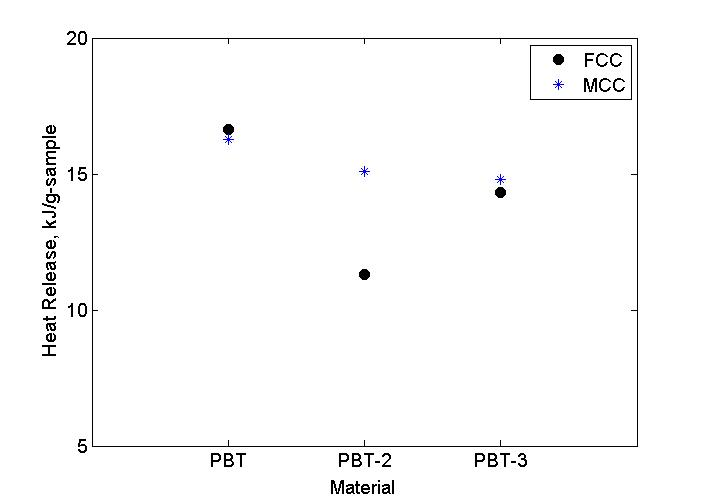 20
15
10
5
Heat Release, kJ/g-sample
FCC
MCC
PBT PBT-2 PBT-3
Material